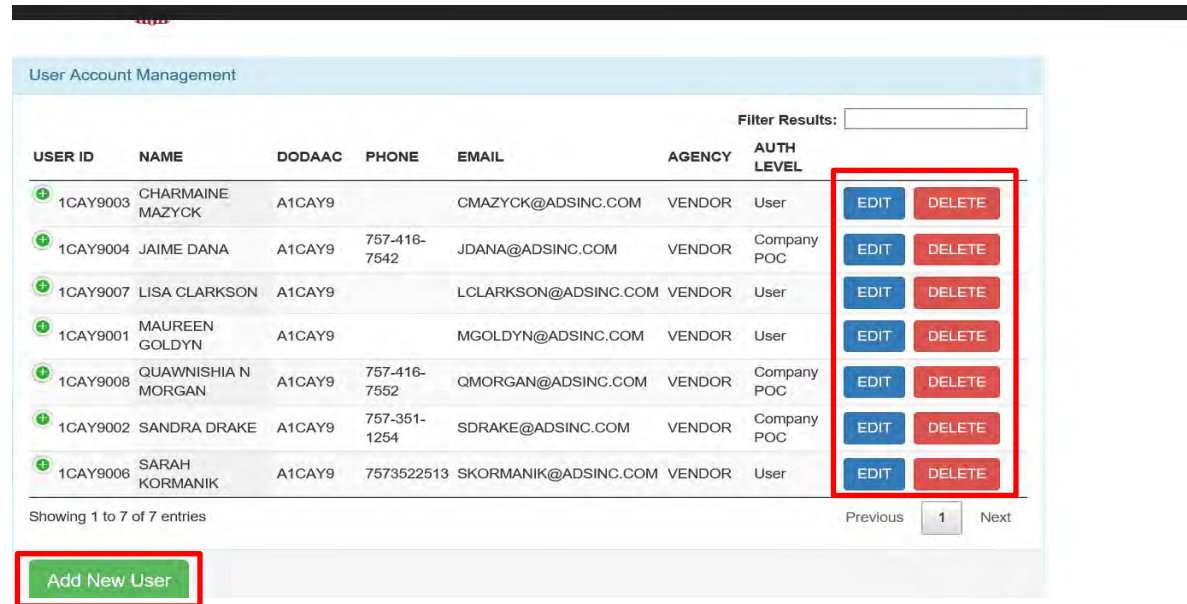 User Account Management
Filter Results:
USER ID NAME DODAAC PHONE EMAIL AGENCY AUTH LEVEL
1CAY9003 CHARMAINE MAZYCK A1CAY9 CMAZYCK@ADSINC.COM VENDOR User EDIT DELETE
1CAY9004 JAIME DANA A1CAY9 757-416-7542 JDANA@ADSINC.COM VENDOR Company POC EDIT DELETE
1CAY9007 LISA CLARKSON A1CAY9 LCLARKSON@ADSINC.COM VENDOR User EDIT DELETE
1CAY9001 MAUREEN GOLDYN A1CAY9 MGOLDYN@ADSINC.COM VENDOR User EDIT DELETE
1CAY9008 QUAWNISHIA N MORGAN A1CAY9 757-416-7552 QMORGAN@ADSINC.COM VENDOR Company POC EDIT DELETE
1CAY9002 SANDRA DRAKE A1CAY9 757-351-1254 SDRAKE@ADSINC.COM VENDOR Company POC EDIT DELETE
1CAY9006 SARAH KORMANIK A1CAY9 7573522513 SKORMANIK@ADSINC.COM VENDOR User EDIT DELETE
Showing 1 to 7 of 7 entries
Previous 1 Next
Add New User